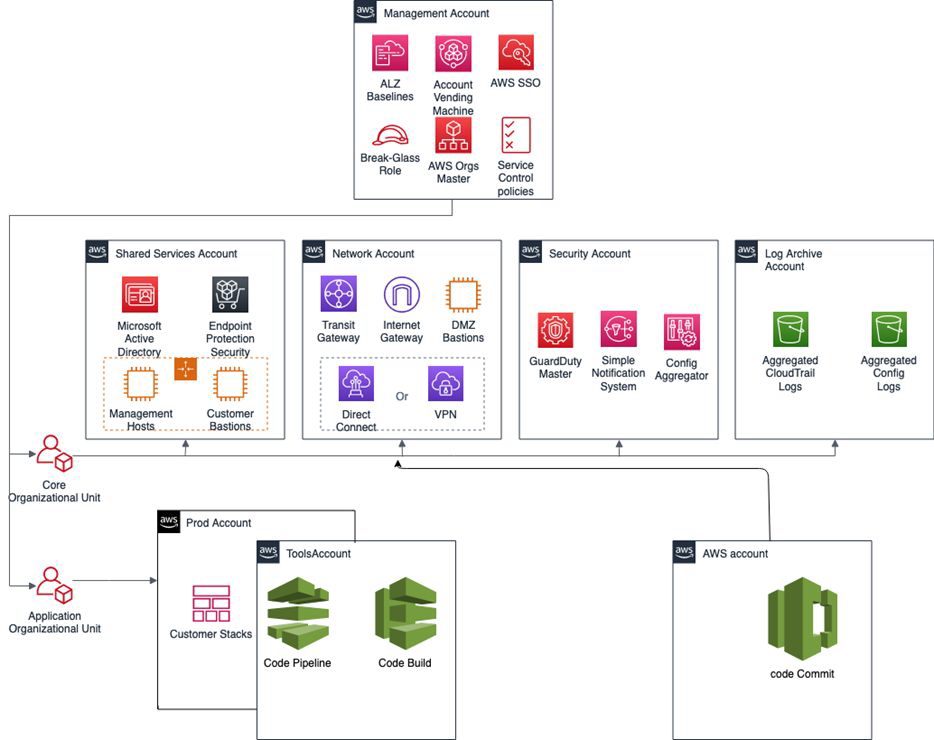 aws Management Account
ALZ
Baselines
Account
Vending
Machine
AWS SSO
Break-Glass
Role
AWS Orgs
Master
Service
Control
policies
aws Shared Services Account
Microsoft
Active
Directory
Endpoint
Protection
Security
Management
Hosts
Customer
Bastions
aws Network Account
Transit
Gateway
Internet
Gateway
DMZ
Bastions
Direct
Connect
Or
VPN
aws Security Account
GuardDuty
Master
Simple
Notification
System
Config
Aggregator
aws Log Archive
Account
Aggregated
CloudTrail
Logs
Aggregated
Config
Logs
Core
Organizational Unit
Application
Organizational Unit
aws Prod Account
Customer Stacks
aws ToolsAccount
Code Pipeline
Code Build
aws AWS account
code Commit